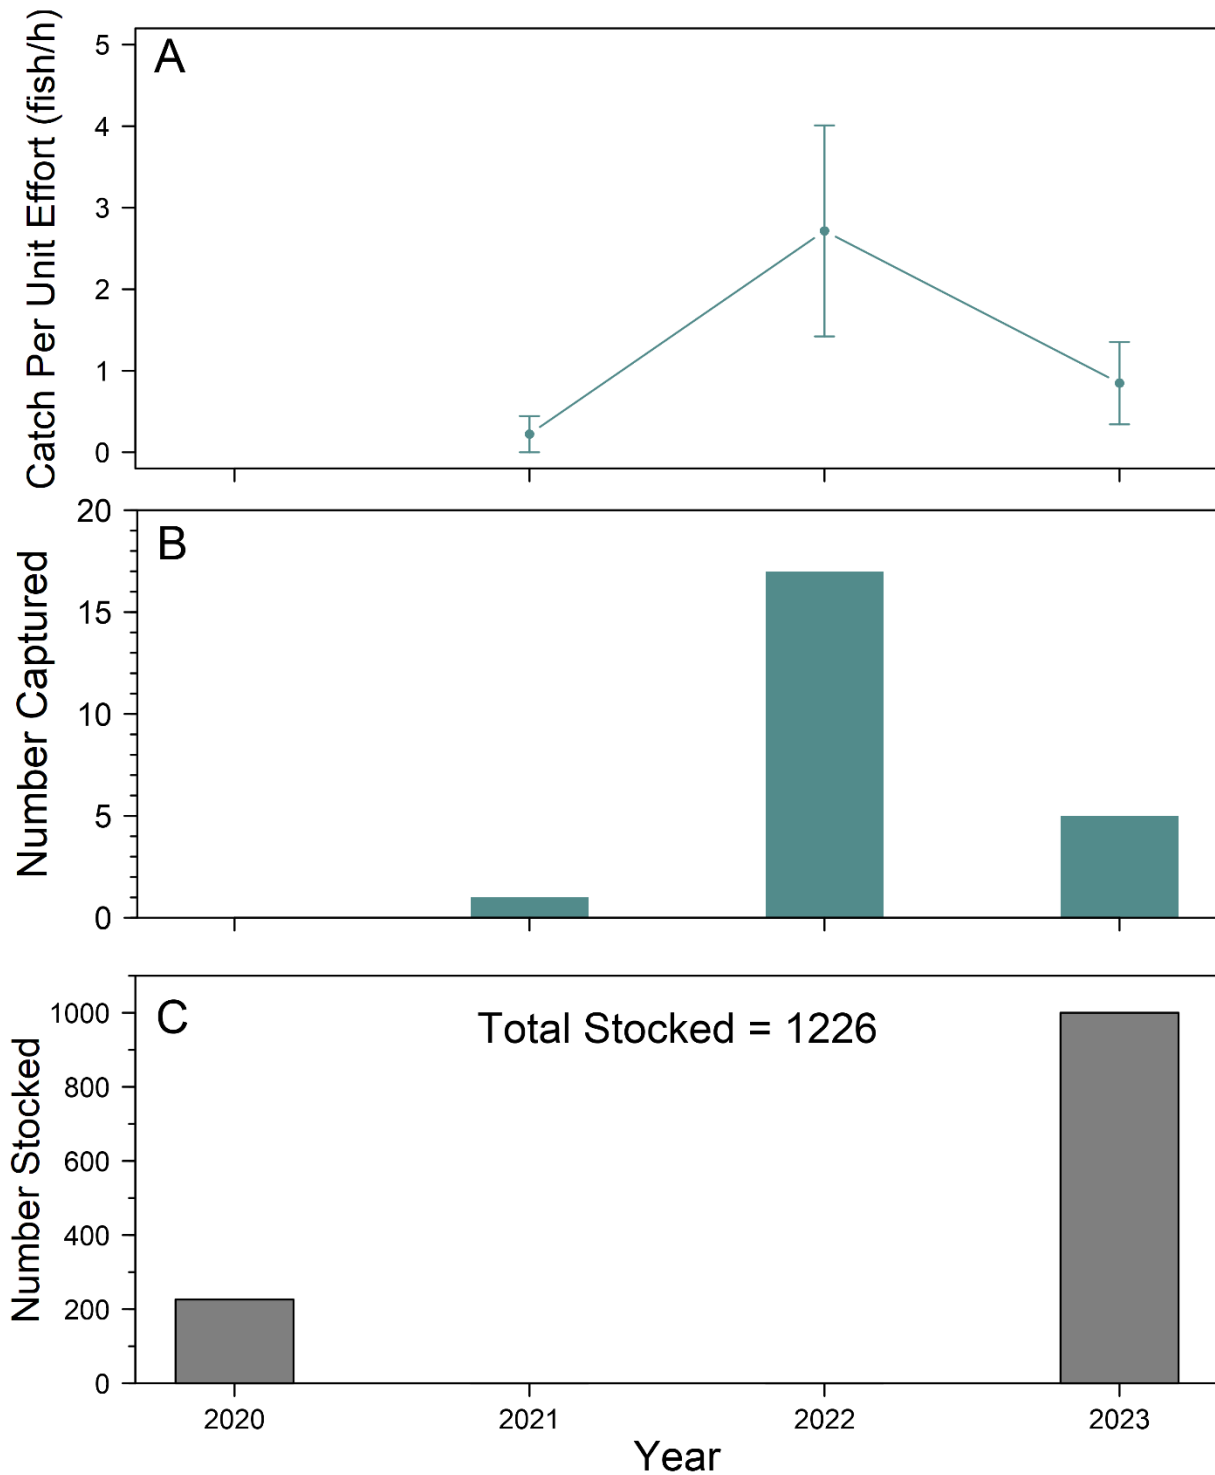 A
Catch Per Unit Effort (fish/h)
5
4
3
2
1
0
B
Number Captured
20
15
10
5
0
C
Total Stocked = 1226
Number Stocked
1000
800
600
400
200
0
2020 2021 2022 2023
Year